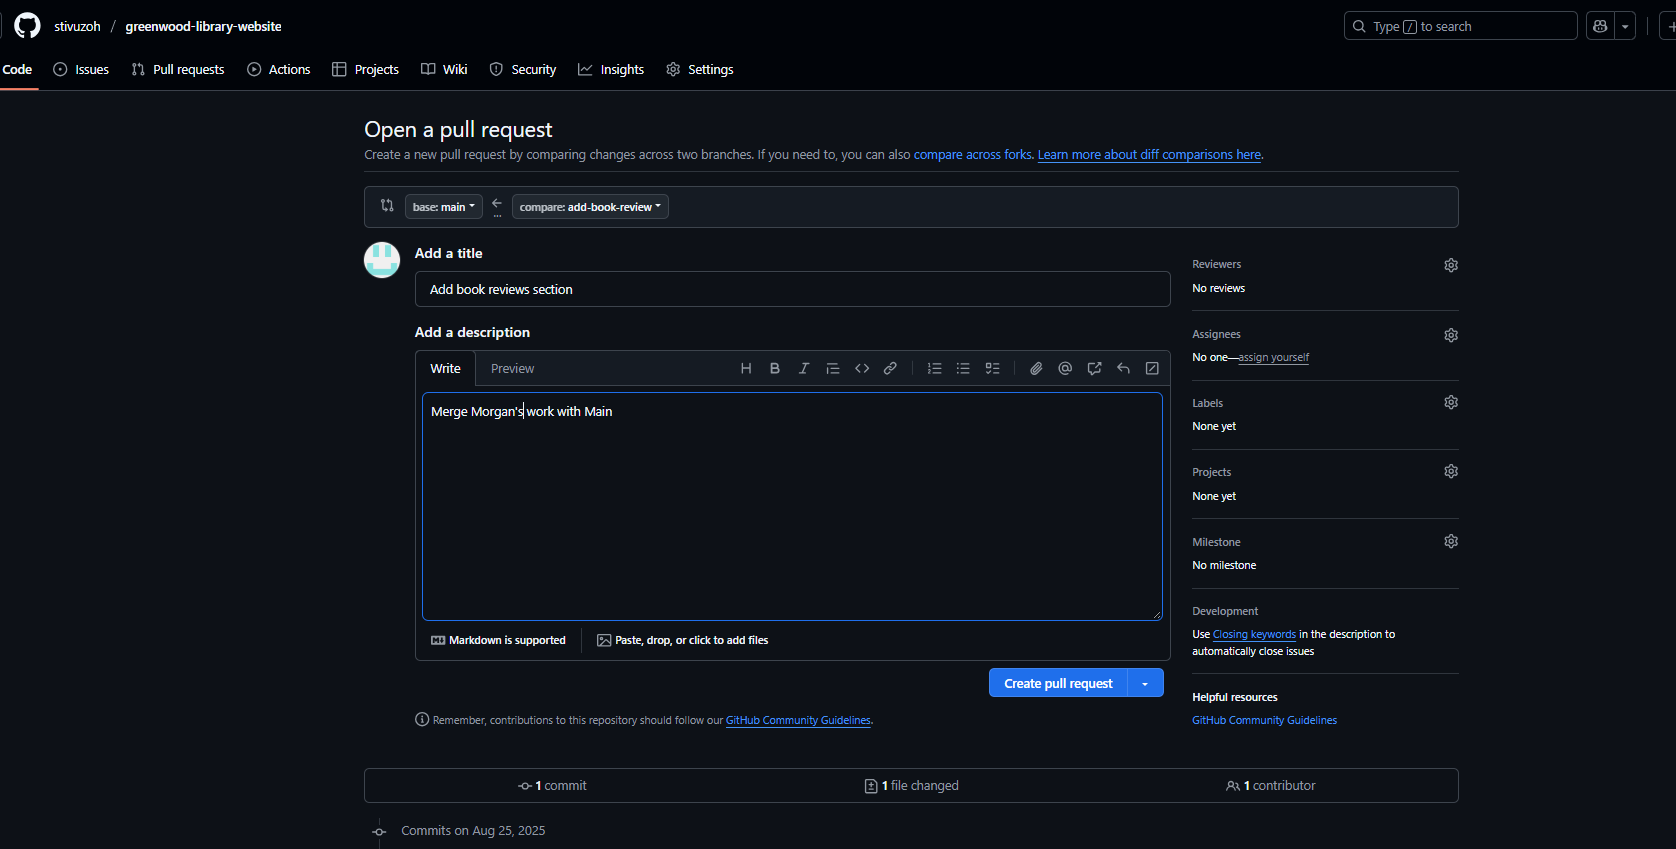 stivuzoh / greenwood-library-website
Type / to search
Code Issues Pull requests Actions Projects Wiki Security Insights Settings
Open a pull request
Create a new pull request by comparing changes across two branches. If you need to, you can also compare across forks. Learn more about diff comparisons here.
base: main ← ... compare: add-book-review
Add a title
Add book reviews section
Add a description
Write Preview
Merge Morgan's work with Main
Markdown is supported Paste, drop, or click to add files
Create pull request
Remember, contributions to this repository should follow our GitHub Community Guidelines.
Reviewers
No reviews
Assignees
No one—assign yourself
Labels
None yet
Projects
None yet
Milestone
No milestone
Development
Use Closing keywords in the description to
automatically close issues
Helpful resources
GitHub Community Guidelines
1 commit 1 file changed 1 contributor
Commits on Aug 25, 2025